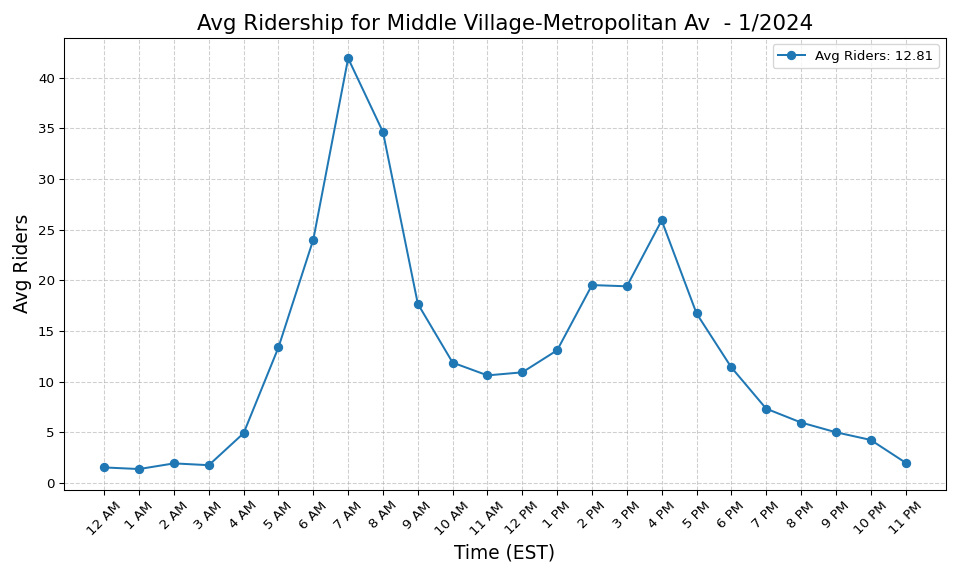 Avg Ridership for Middle Village-Metropolitan Av  - 1/2024
Avg Riders: 12.81
Avg Riders
40
35
30
25
20
15
10
5
0
12 AM
1 AM
2 AM
3 AM
4 AM
5 AM
6 AM
7 AM
8 AM
9 AM
10 AM
11 AM
12 PM
1 PM
2 PM
3 PM
4 PM
5 PM
6 PM
7 PM
8 PM
9 PM
10 PM
11 PM
Time (EST)